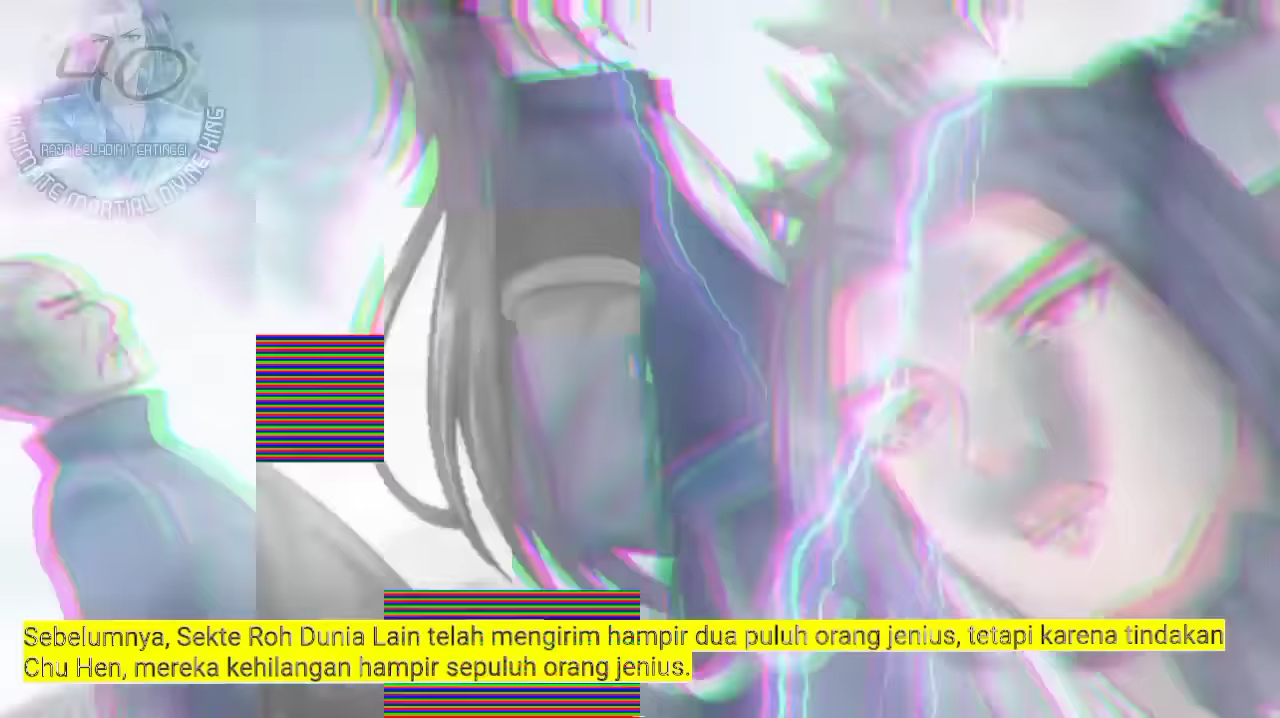 40
RAJA BELADIRI TERTINGGI
ULTIMATE MARTIAL DIVINE KING
Sebelumnya, Sekte Roh Dunia Lain telah mengirim hampir dua puluh orang jenius, tetapi karena tindakan
Chu Hen, mereka kehilangan hampir sepuluh orang jenius.